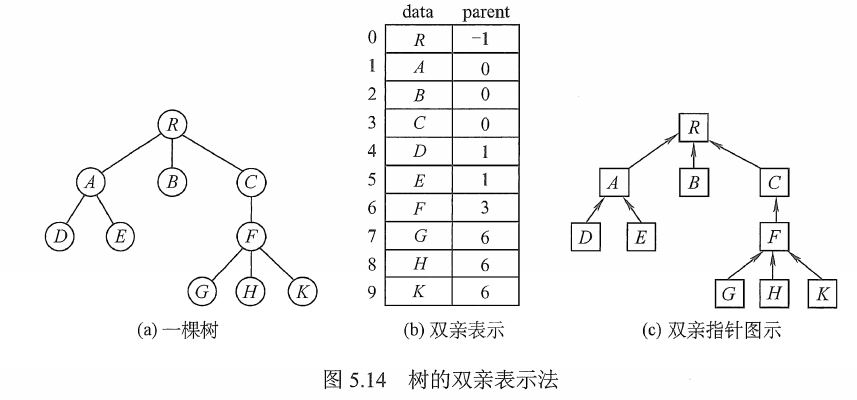 data parent
0 R -1
1 A 0
2 B 0
3 C 0
4 D 1
5 E 1
6 F 3
7 G 6
8 H 6
9 K 6
R
A B C
D E F
G H K
R
A B C
D E F
G H K
(a) 一棵树
(b) 双亲表示
(c) 双亲指针图示
图 5.14 树的双亲表示法